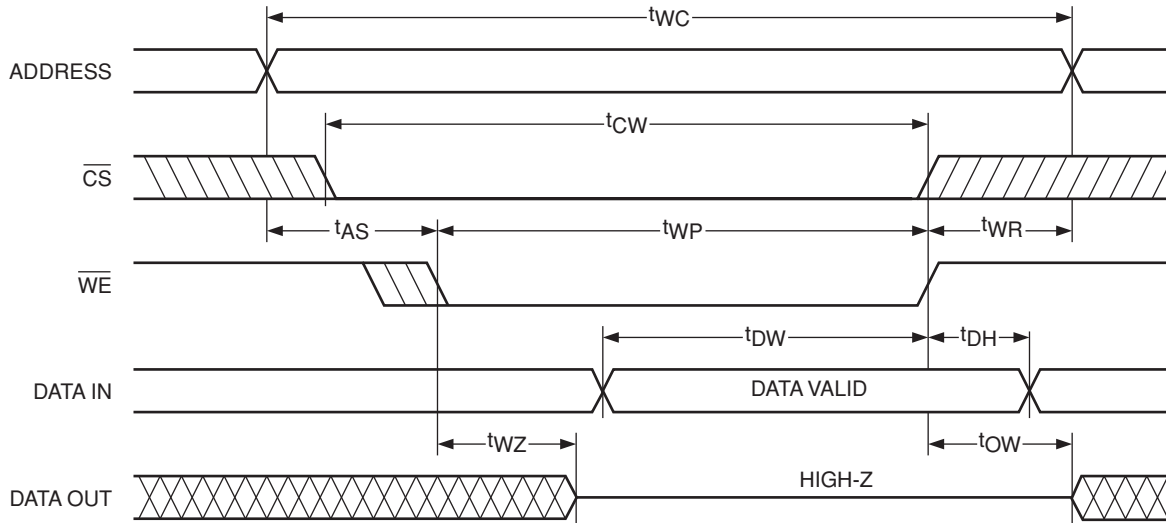 tWC
ADDRESS
tCW
CS
tAS tWP tWR
WE
tDW tDH
DATA IN DATA VALID
tWZ tOW
HIGH-Z
DATA OUT